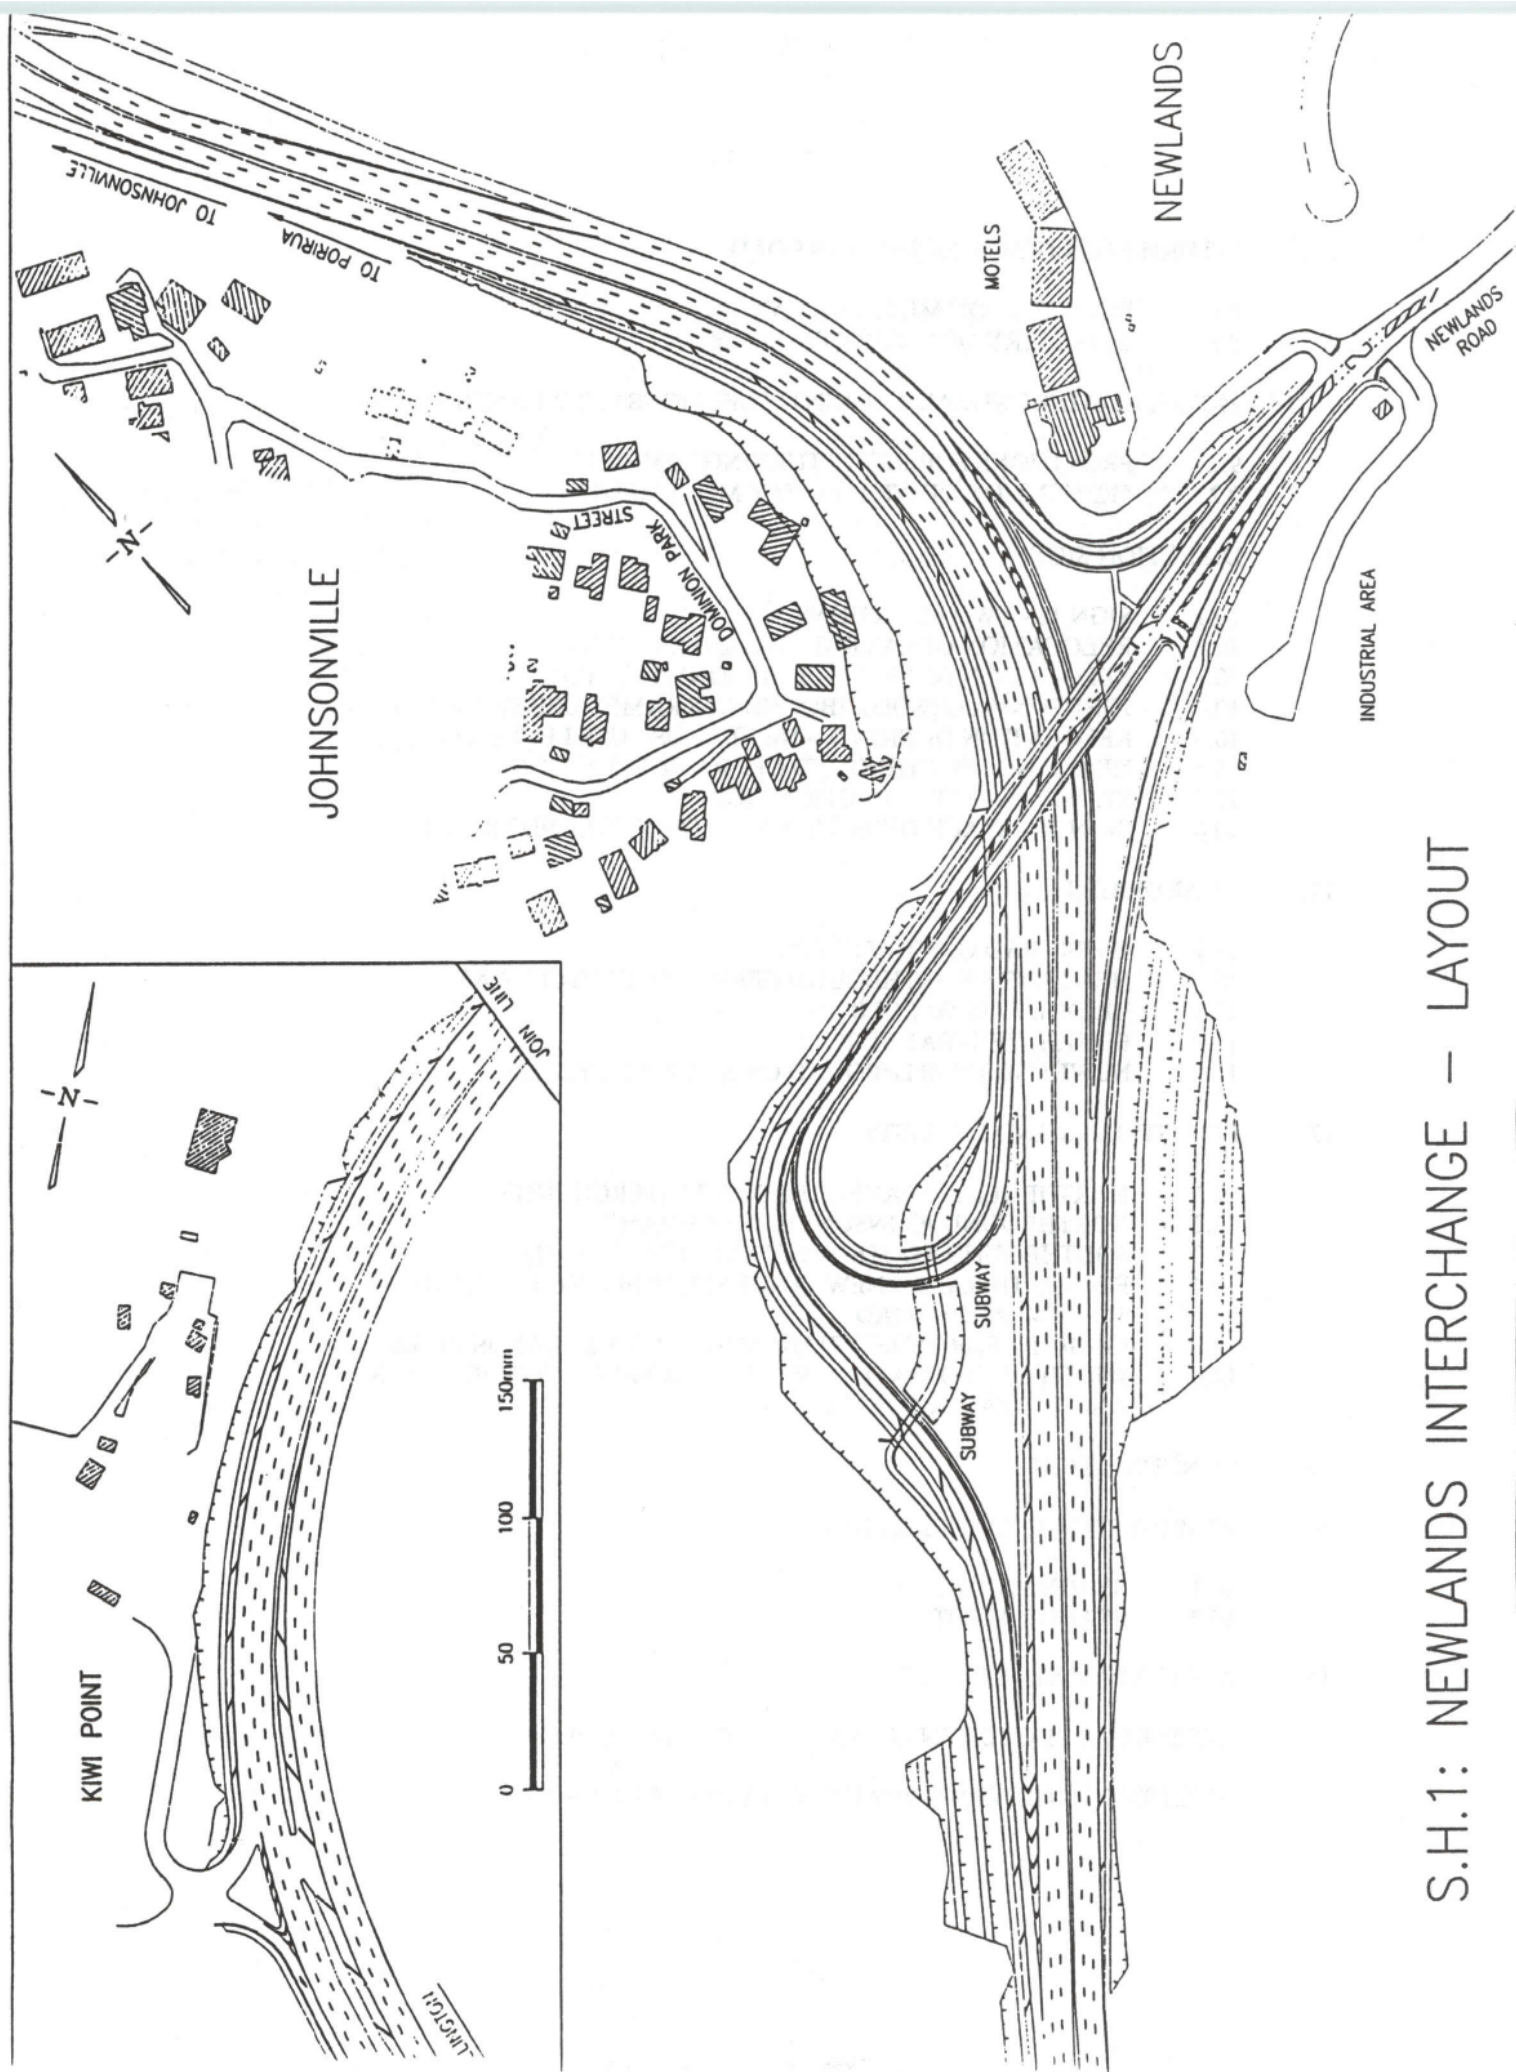 S.H.1: NEWLANDS INTERCHANGE - LAYOUT
KIWI POINT
N
JOIN LINE
LLINGTON
0 50 100 150mm
JOHNSONVILLE
N
TO JOHNSONVILLE
TO PORIRUA
DOMINION PARK
STREET
SUBWAY
SUBWAY
MOTELS
NEWLANDS
NEWLANDS
ROAD
INDUSTRIAL AREA